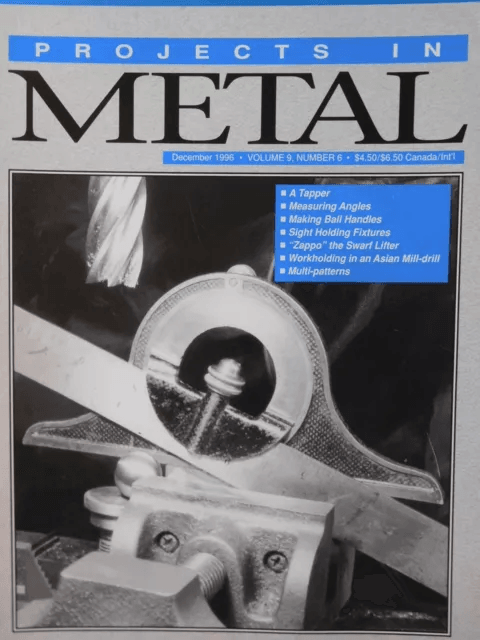 PROJECTS IN
METAL
December 1996 • VOLUME 9, NUMBER 6 • $4.50/$6.50 Canada/Int'l
■ A Tapper
■ Measuring Angles
■ Making Ball Handles
■ Sight Holding Fixtures
■ "Zappo" the Swarf Lifter
■ Workholding in an Asian Mill-drill
■ Multi-patterns